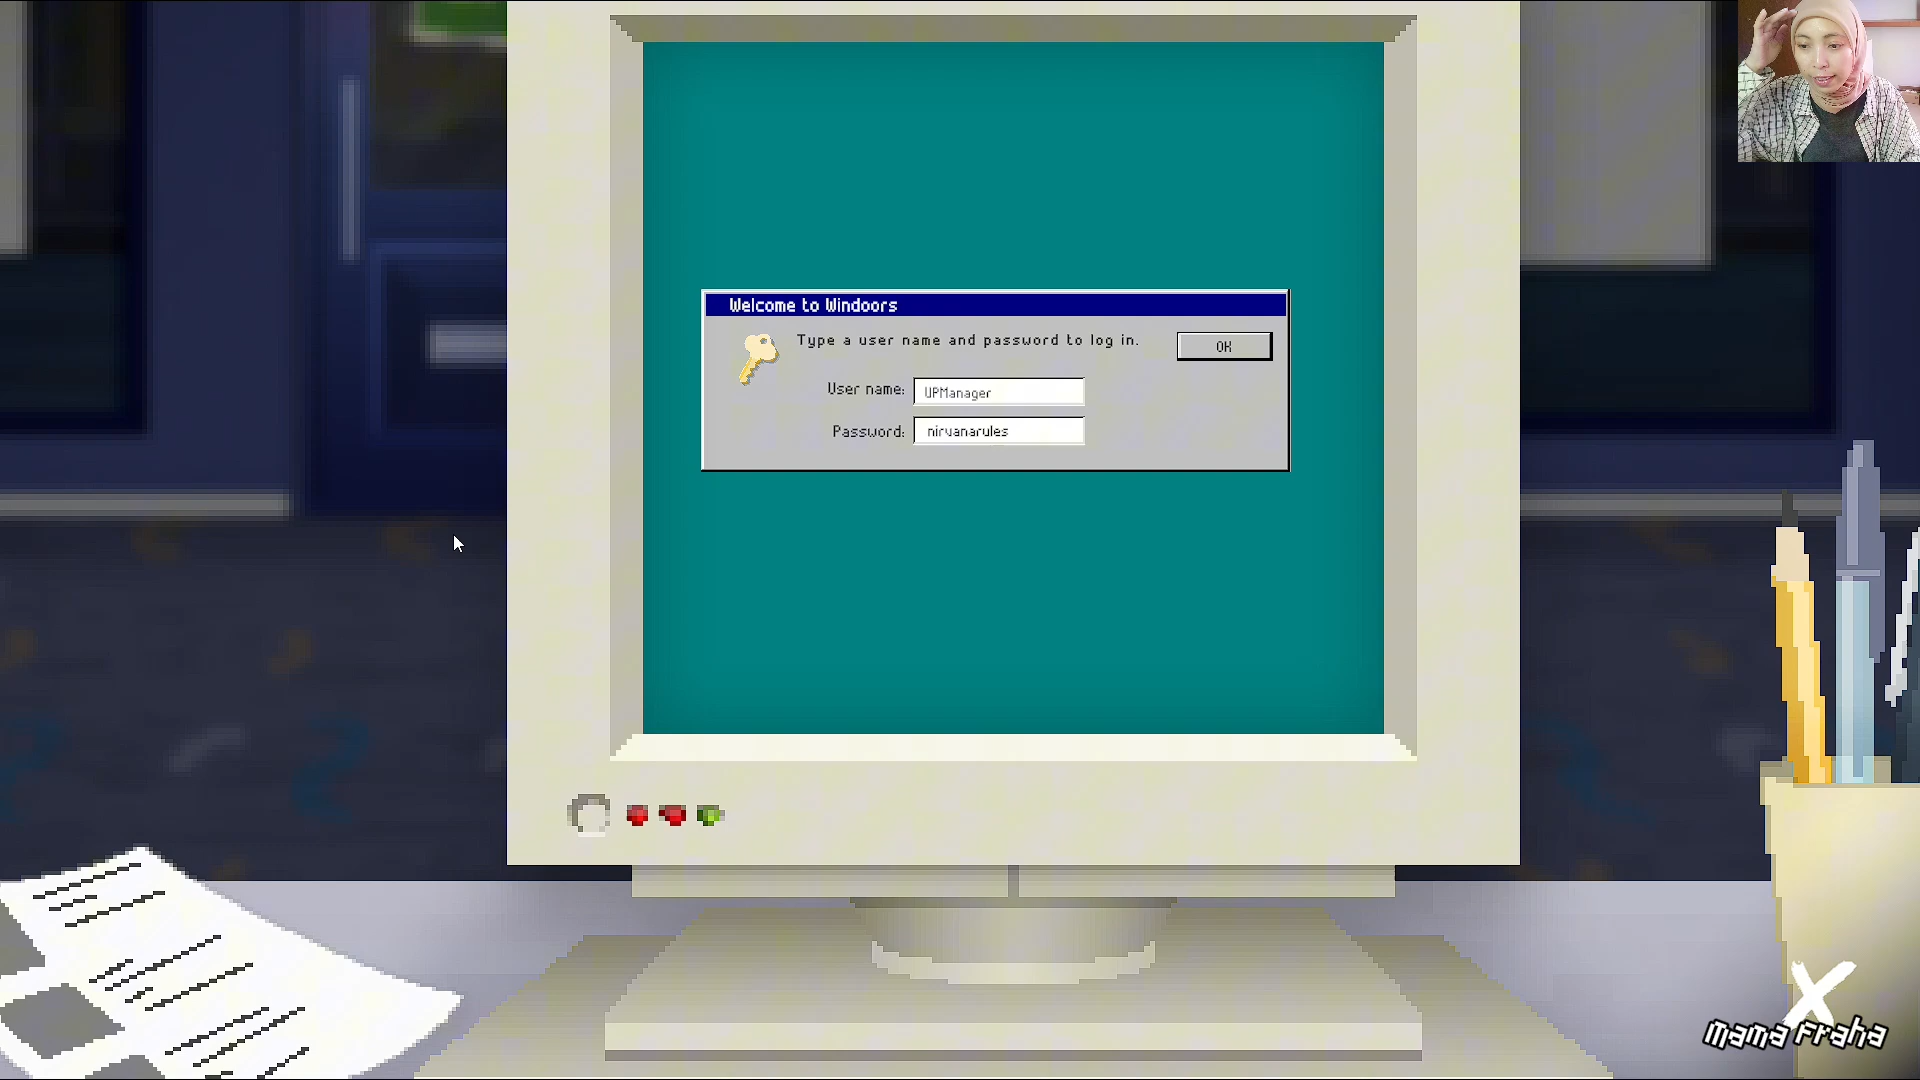 Welcome to Windoors
Type a user name and password to log in.
OK
User name: UPManager
Password: nirvanarules
X
mama Fraha